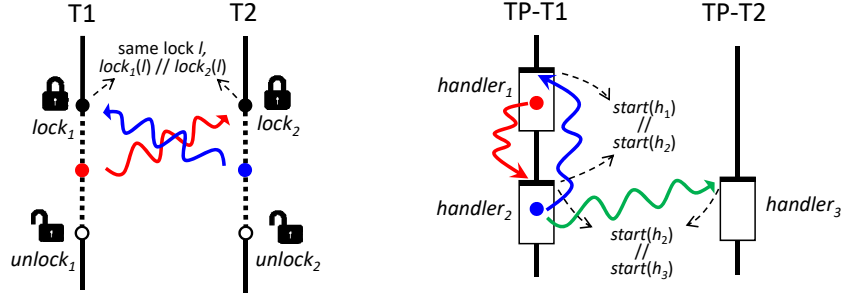 T1
T2
same lock l,
lock₁(l) // lock₂(l)
lock₁
lock₂
unlock₁
unlock₂
TP-T1
TP-T2
handler₁
start(h₁)
//
start(h₂)
handler₂
handler₃
start(h₂)
//
start(h₃)